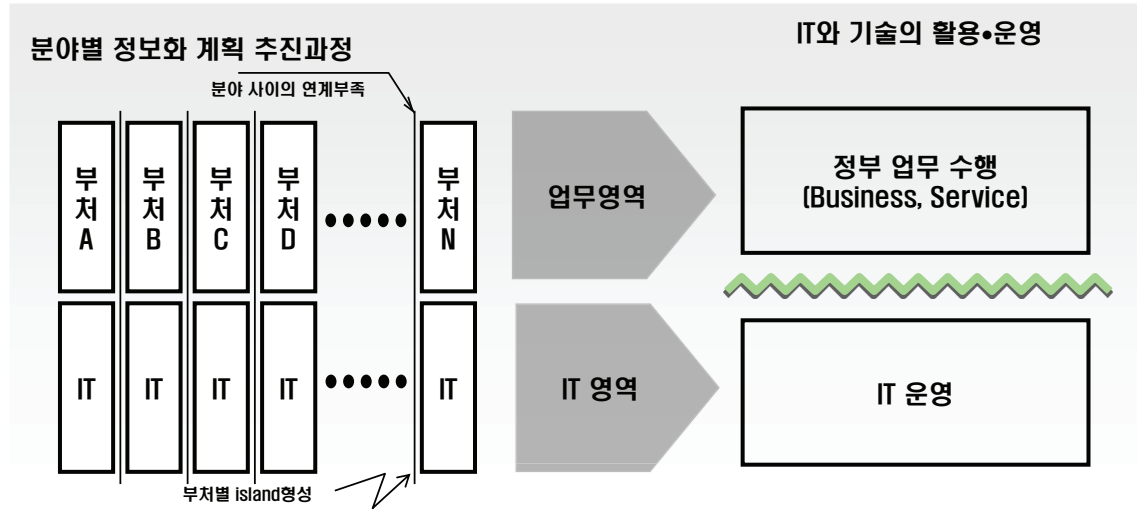 분야별 정보화 계획 추진과정
IT와 기술의 활용•운영
분야 사이의 연계부족
부
처
A
부
처
B
부
처
C
부
처
D
부
처
N
업무영역
정부 업무 수행
(Business, Service)
IT
IT
IT
IT
IT
IT 영역
IT 운영
부처별 island형성